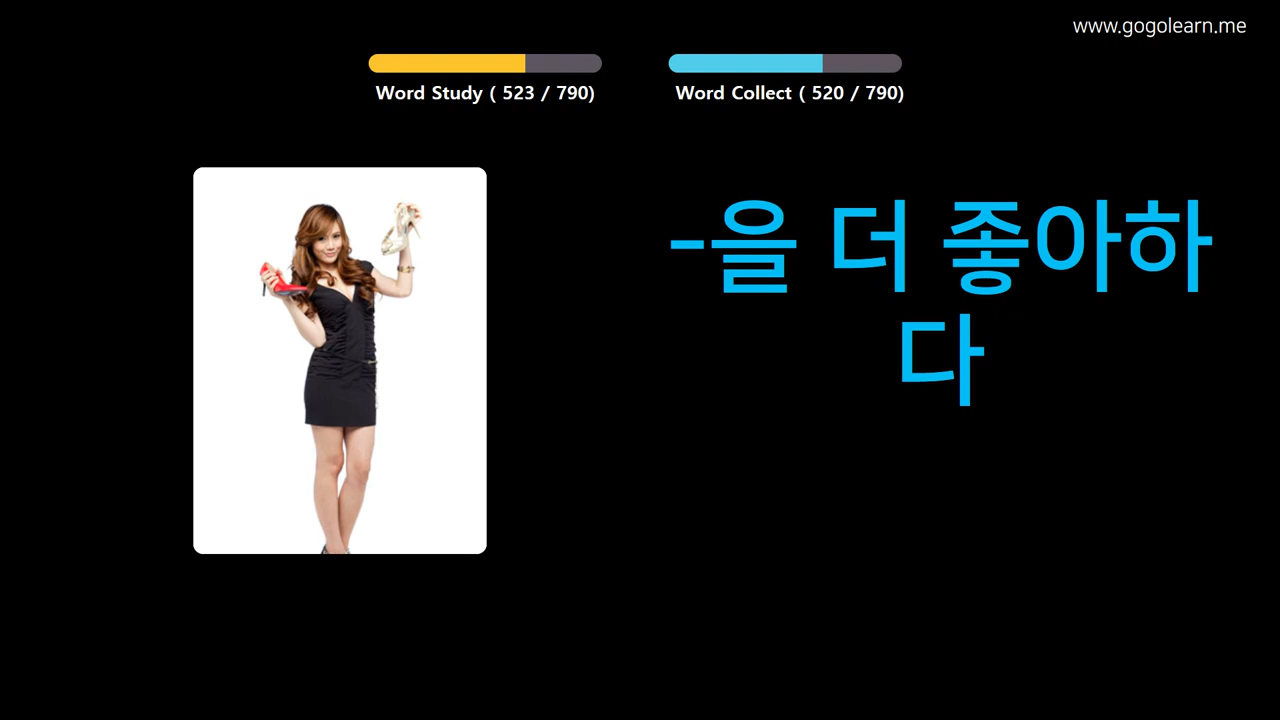 www.gogolearn.me
Word Study ( 523 / 790)
Word Collect ( 520 / 790)
-을 더 좋아하
다